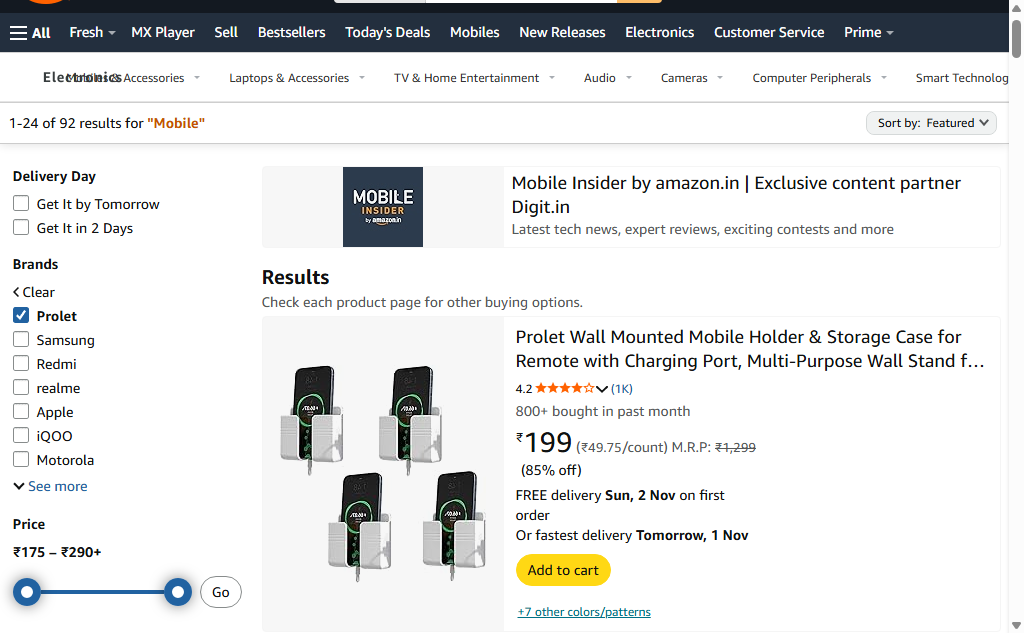 All Fresh MX Player Sell Bestsellers Today's Deals Mobiles New Releases Electronics Customer Service Prime
Electronics Mobiles & Accessories Laptops & Accessories TV & Home Entertainment Audio Cameras Computer Peripherals Smart Technolog
1-24 of 92 results for "Mobile"
Sort by: Featured
Delivery Day
Get It by Tomorrow
Get It in 2 Days
Brands
Clear
Prolet
Samsung
Redmi
realme
Apple
iQOO
Motorola
See more
Price
₹175 – ₹290+
Go
MOBILE
INSIDER
by amazon.in
Mobile Insider by amazon.in | Exclusive content partner
Digit.in
Latest tech news, expert reviews, exciting contests and more
Results
Check each product page for other buying options.
Prolet Wall Mounted Mobile Holder & Storage Case for
Remote with Charging Port, Multi-Purpose Wall Stand f…
4.2 (1K)
800+ bought in past month
₹199 (₹49.75/count) M.R.P: ₹1,299
(85% off)
FREE delivery Sun, 2 Nov on first
order
Or fastest delivery Tomorrow, 1 Nov
Add to cart
+7 other colors/patterns